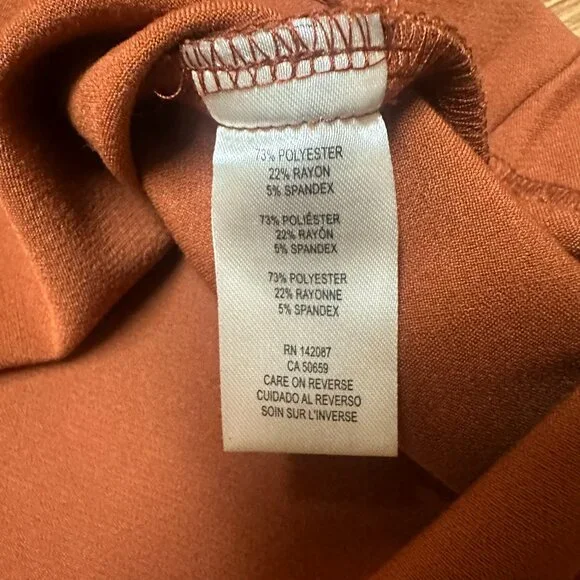 73% POLYESTER
22% RAYON
5% SPANDEX
73% POLIÉSTER
22% RAYÓN
5% SPANDEX
73% POLYESTER
22% RAYONNE
5% SPANDEX
RN 142087
CA 50659
CARE ON REVERSE
CUIDADO AL REVERSO
SOIN SUR L'INVERSE